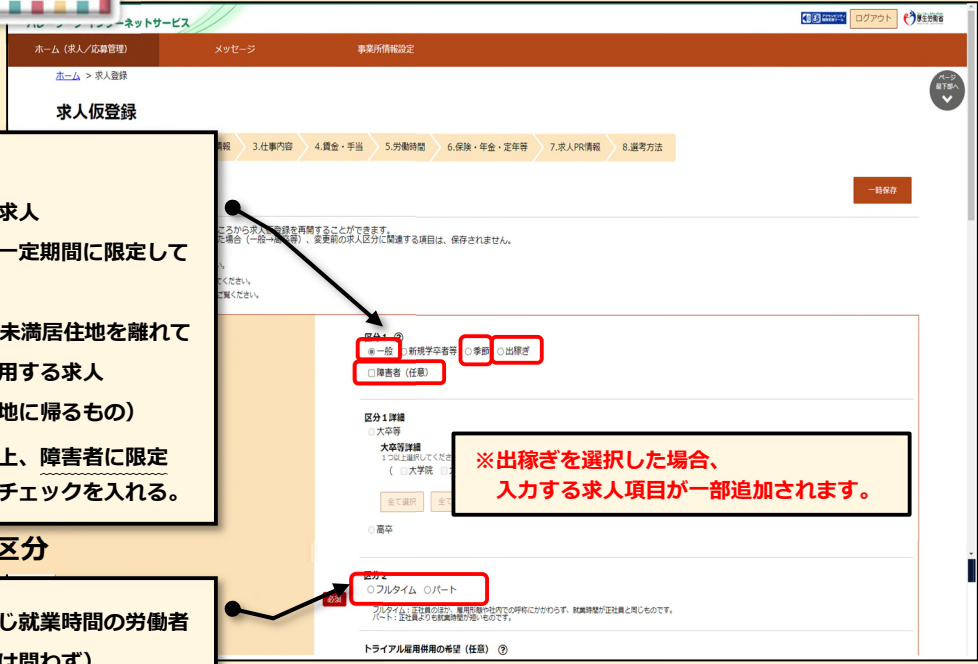 ログアウト
厚生労働省
ホーム（求人／応募管理）
メッセージ
事業所情報設定
ホーム > 求人登録
ページ
最下部へ
求人仮登録
3.仕事内容
4.賃金・手当
5.労働時間
6.保険・年金・定年等
7.求人PR情報
8.選考方法
一時保存
求人
一定期間に限定して
未満居住地を離れて
用する求人
地に帰るもの）
上、障害者に限定
チェックを入れる。
ころから求人仮登録を再開することができます。
た場合（一般→高卒等）、変更前の求人区分に関連する項目は、保存されません。
い。
てください。
ご覧ください。
区分1
一般
新規学卒者等
季節
出稼ぎ
障害者（任意）
区分１詳細
大卒等
大卒等詳細
1つ以上選択してくださ
（
大学院
全て選択
全て
高卒
※出稼ぎを選択した場合、
入力する求人項目が一部追加されます。
区分
区分2
必須
フルタイム
パート
フルタイム：正社員のほか、雇用形態や社内での呼称にかかわらず、就業時間が正社員と同じものです。
パート：正社員よりも就業時間が短いものです。
じ就業時間の労働者
は問わず）
トライアル雇用併用の希望（任意）